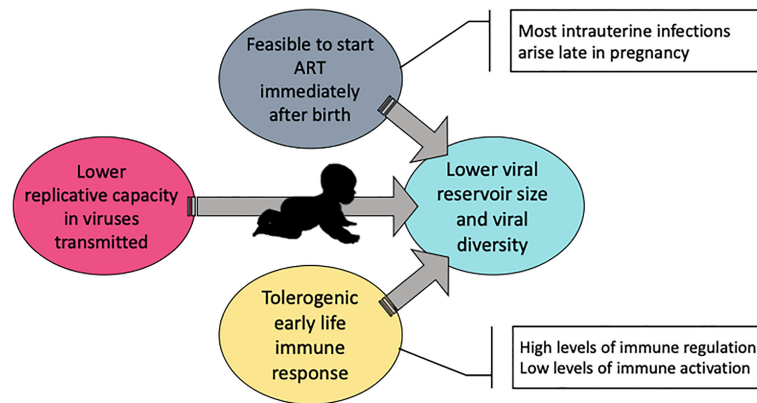 Feasible to start
ART
immediately
after birth
Most intrauterine infections
arise late in pregnancy
Lower
replicative capacity
in viruses
transmitted
Lower viral
reservoir size
and viral
diversity
Tolerogenic
early life
immune
response
High levels of immune regulation
Low levels of immune activation